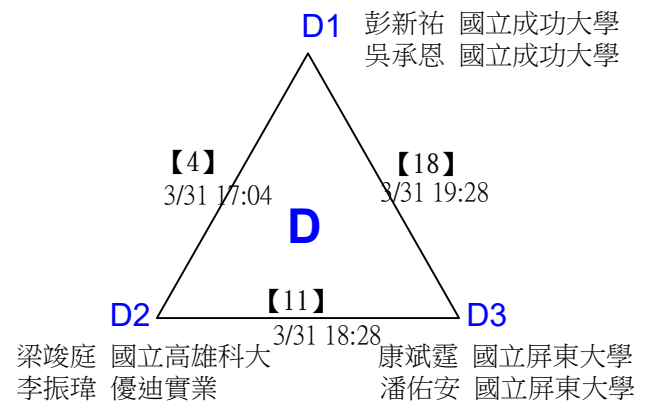 D1 彭新祐 國立成功大學
吳承恩 國立成功大學
【4】
3/31 17:04
【18】
3/31 19:28
D
【11】
3/31 18:28
D2
梁竣庭 國立高雄科大
李振瑋 優迪實業
D3
康斌霆 國立屏東大學
潘佑安 國立屏東大學